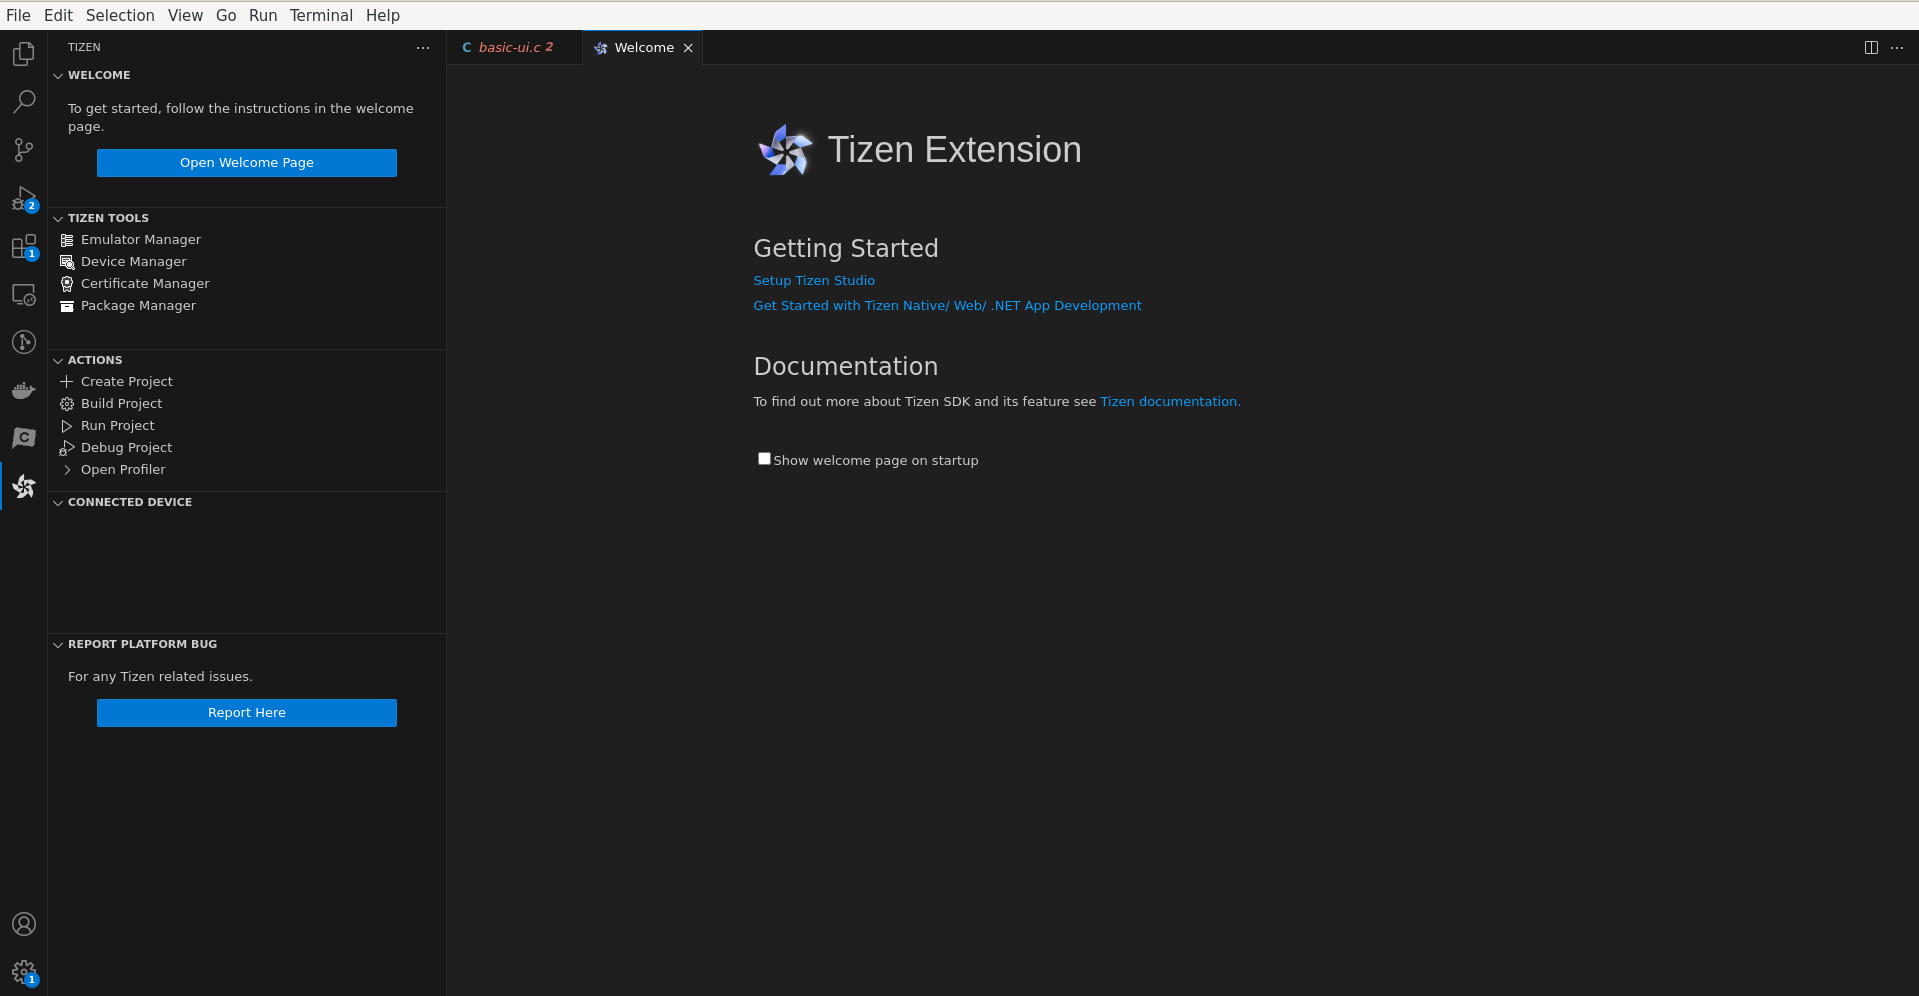 File Edit Selection View Go Run Terminal Help
TIZEN
WELCOME
To get started, follow the instructions in the welcome
page.
Open Welcome Page
TIZEN TOOLS
Emulator Manager
Device Manager
Certificate Manager
Package Manager
ACTIONS
Create Project
Build Project
Run Project
Debug Project
Open Profiler
CONNECTED DEVICE
REPORT PLATFORM BUG
For any Tizen related issues.
Report Here
2
1
C
1
C basic-ui.c 2
Welcome
Tizen Extension
Getting Started
Setup Tizen Studio
Get Started with Tizen Native/ Web/ .NET App Development
Documentation
To find out more about Tizen SDK and its feature see Tizen documentation.
Show welcome page on startup